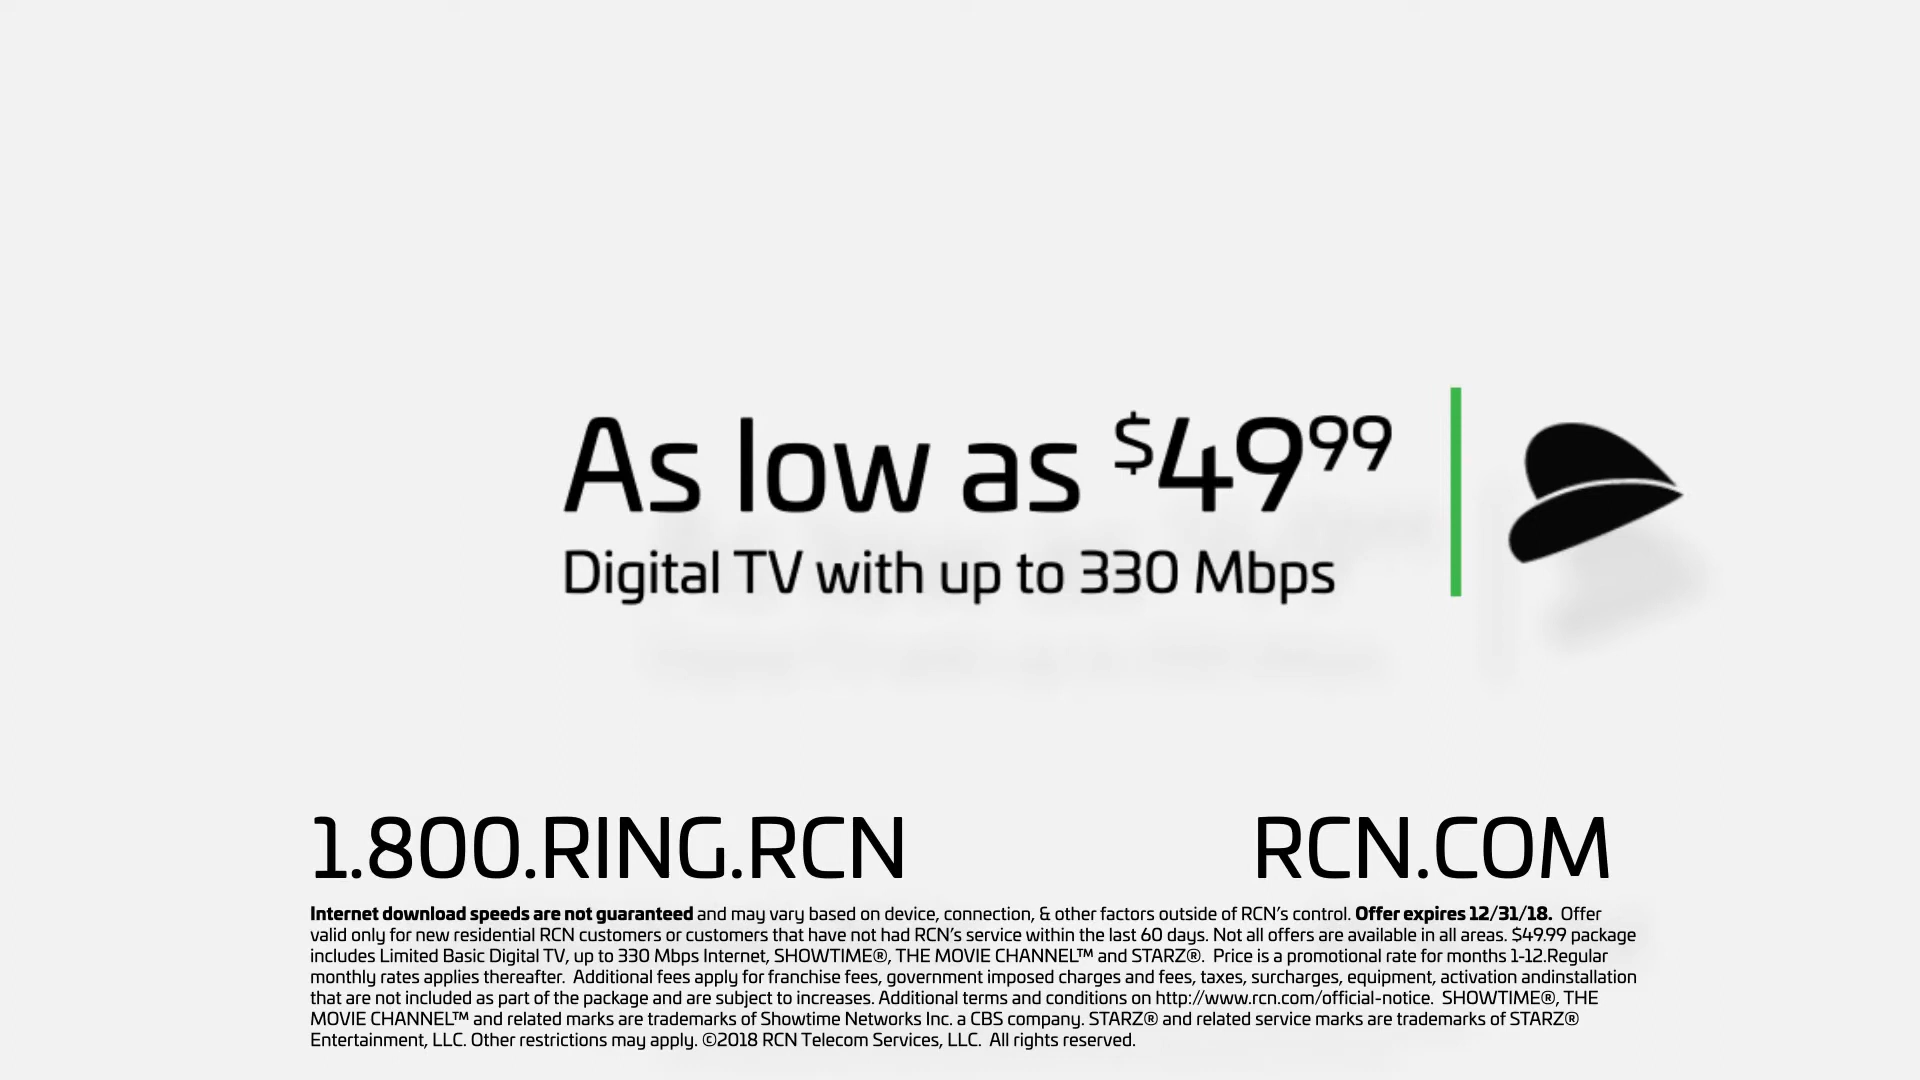 As low as $4999
Digital TV with up to 330 Mbps
1.800.RING.RCN RCN.COM
Internet download speeds are not guaranteed and may vary based on device, connection, & other factors outside of RCN's control. Offer expires 12/31/18. Offer
valid only for new residential RCN customers or customers that have not had RCN's service within the last 60 days. Not all offers are available in all areas. $49.99 package
includes Limited Basic Digital TV, up to 330 Mbps Internet, SHOWTIME®, THE MOVIE CHANNEL™ and STARZ®. Price is a promotional rate for months 1-12.Regular
monthly rates applies thereafter. Additional fees apply for franchise fees, government imposed charges and fees, taxes, surcharges, equipment, activation andinstallation
that are not included as part of the package and are subject to increases. Additional terms and conditions on http://www.rcn.com/official-notice. SHOWTIME®, THE
MOVIE CHANNEL™ and related marks are trademarks of Showtime Networks Inc. a CBS company. STARZ® and related service marks are trademarks of STARZ®
Entertainment, LLC. Other restrictions may apply. ©2018 RCN Telecom Services, LLC. All rights reserved.